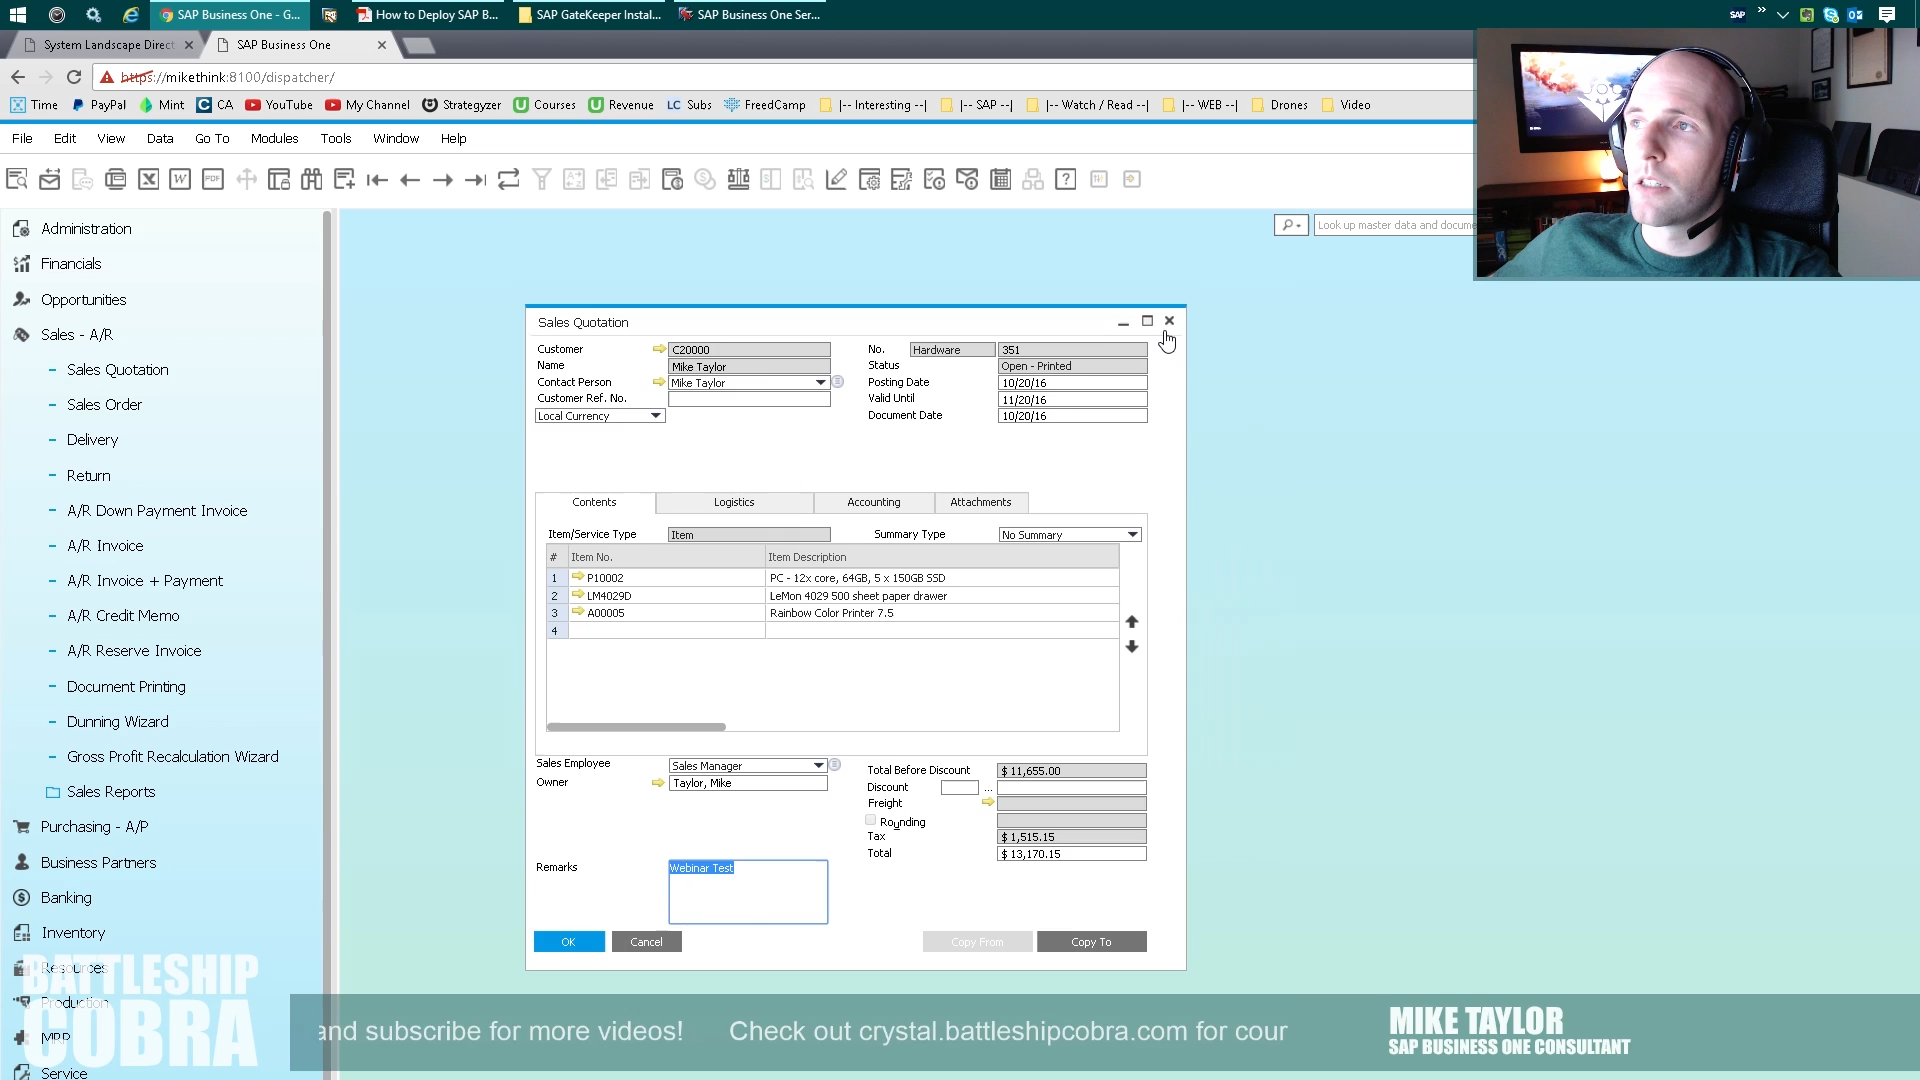 SAP Business One - G...
How to Deploy SAP B...
SAP GateKeeper Instal...
SAP Business One Ser...
SAP
System Landscape Direct
SAP Business One
https://mikethink:8100/dispatcher/
Time
PayPal
Mint
CA
YouTube
My Channel
Strategyzer
Courses
Revenue
LC Subs
FreedCamp
|-- Interesting --|
|-- SAP --|
|-- Watch / Read --|
|-- WEB --|
Drones
Video
File
Edit
View
Data
Go To
Modules
Tools
Window
Help
Look up master data and docume
Administration
Financials
Opportunities
Sales - A/R
Sales Quotation
Sales Order
Delivery
Return
A/R Down Payment Invoice
A/R Invoice
A/R Invoice + Payment
A/R Credit Memo
A/R Reserve Invoice
Document Printing
Dunning Wizard
Gross Profit Recalculation Wizard
Sales Reports
Purchasing - A/P
Business Partners
Banking
Inventory
Resources
Production
MRP
Service
Sales Quotation
Customer C20000
Name Mike Taylor
Contact Person Mike Taylor
Customer Ref. No.
Local Currency
No. Hardware 351
Status Open - Printed
Posting Date 10/20/16
Valid Until 11/20/16
Document Date 10/20/16
Contents Logistics Accounting Attachments
Item/Service Type Item Summary Type No Summary
# Item No. Item Description
1 P10002 PC - 12x core, 64GB, 5 x 150GB SSD
2 LM4029D LeMon 4029 500 sheet paper drawer
3 A00005 Rainbow Color Printer 7.5
4
Sales Employee Sales Manager
Owner Taylor, Mike
Total Before Discount $ 11,655.00
Discount ...
Freight
Rounding
Tax $ 1,515.15
Total $ 13,170.15
Remarks Webinar Test
OK Cancel Copy From Copy To
BATTLESHIP
COBRA
and subscribe for more videos! Check out crystal.battleshipcobra.com for cour
MIKE TAYLOR
SAP BUSINESS ONE CONSULTANT